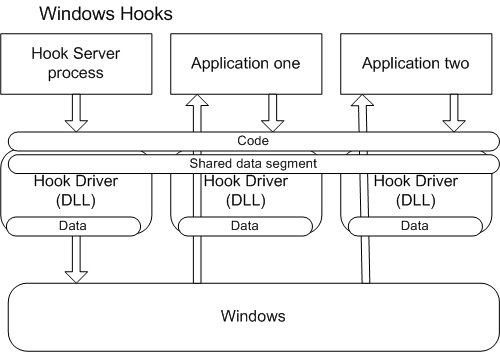 Windows Hooks
Hook Server
process
Application one
Application two
Code
Shared data segment
Hook Driver
(DLL)
Hook Driver
(DLL)
Hook Driver
(DLL)
Data
Data
Data
Windows